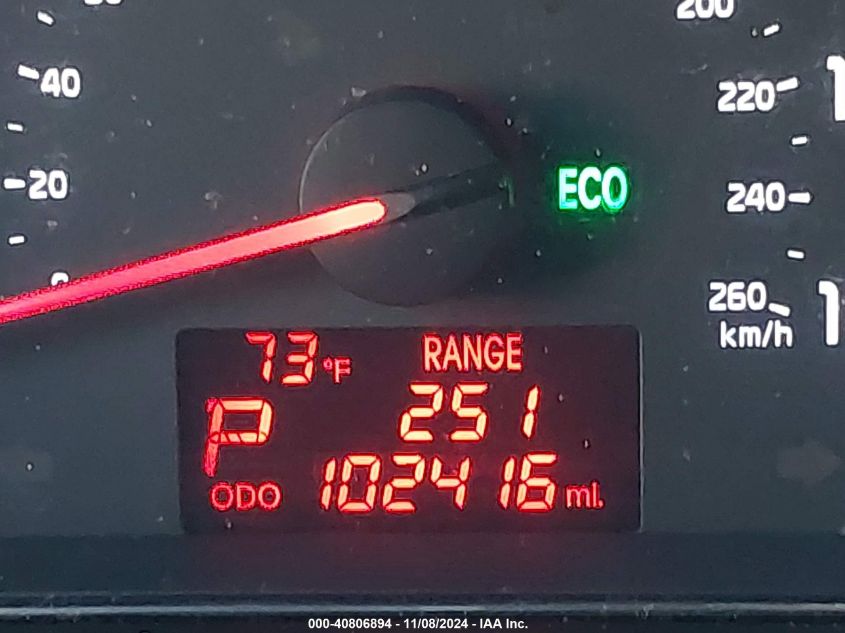 200
40
220
20
ECO
240
0
260
km/h
73°F
RANGE
P
251
ODO 102416 mi.
000-40806894 - 11/08/2024 - IAA Inc.